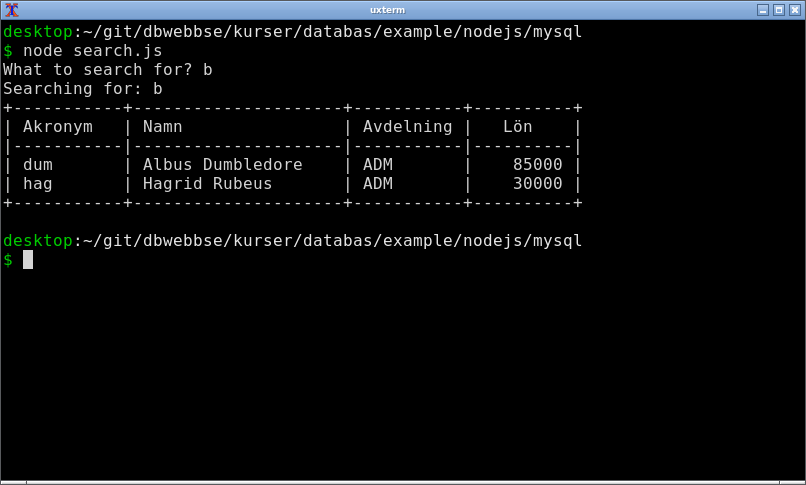 uxterm
desktop:~/git/dbwebbse/kurser/databas/example/nodejs/mysql
$ node search.js
What to search for? b
Searching for: b
+-----------+---------------------+-----------+----------+
| Akronym   | Namn                | Avdelning |   Lön    |
|-----------|---------------------|-----------|----------|
| dum       | Albus Dumbledore    | ADM       |    85000 |
| hag       | Hagrid Rubeus       | ADM       |    30000 |
+-----------+---------------------+-----------+----------+
desktop:~/git/dbwebbse/kurser/databas/example/nodejs/mysql
$